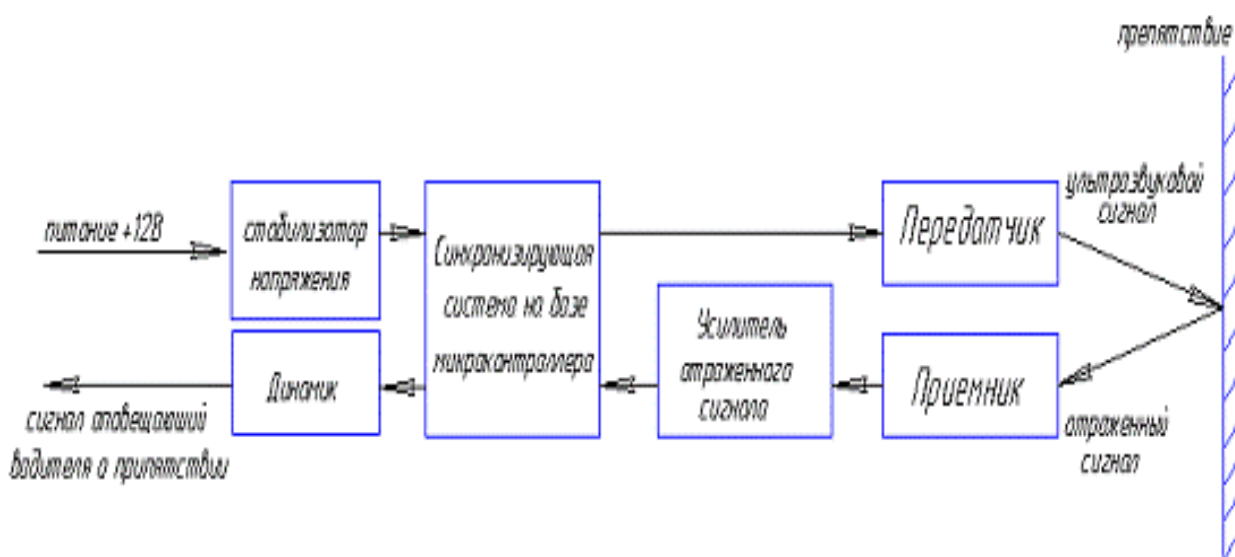 препятствие
ультразвуковой
сигнал
питание +12В
стабилизатор
напряжения
Синхронизирующая
система на базе
микроконтроллера
Передатчик
Усилитель
отраженного
сигнала
Динамик
Приемник
сигнал оповещающий
водителя о припятствии
отраженный
сигнал